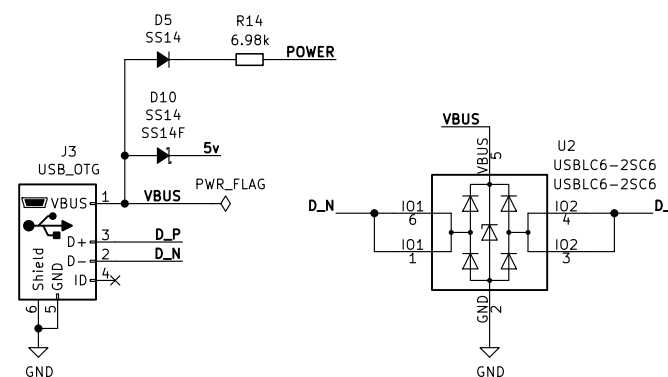 D5
SS14
R14
6.98k
POWER
D10
SS14
SS14F
5v
J3
USB_OTG
VBUS
1
VBUS
PWR_FLAG
D+
3
D_P
D-
2
D_N
ID
4
Shield
GND
6
5
GND
VBUS
VBUS
5
U2
USBLC6-2SC6
USBLC6-2SC6
D_N
IO1
6
IO2
4
D_
IO1
1
IO2
3
GND
2
GND